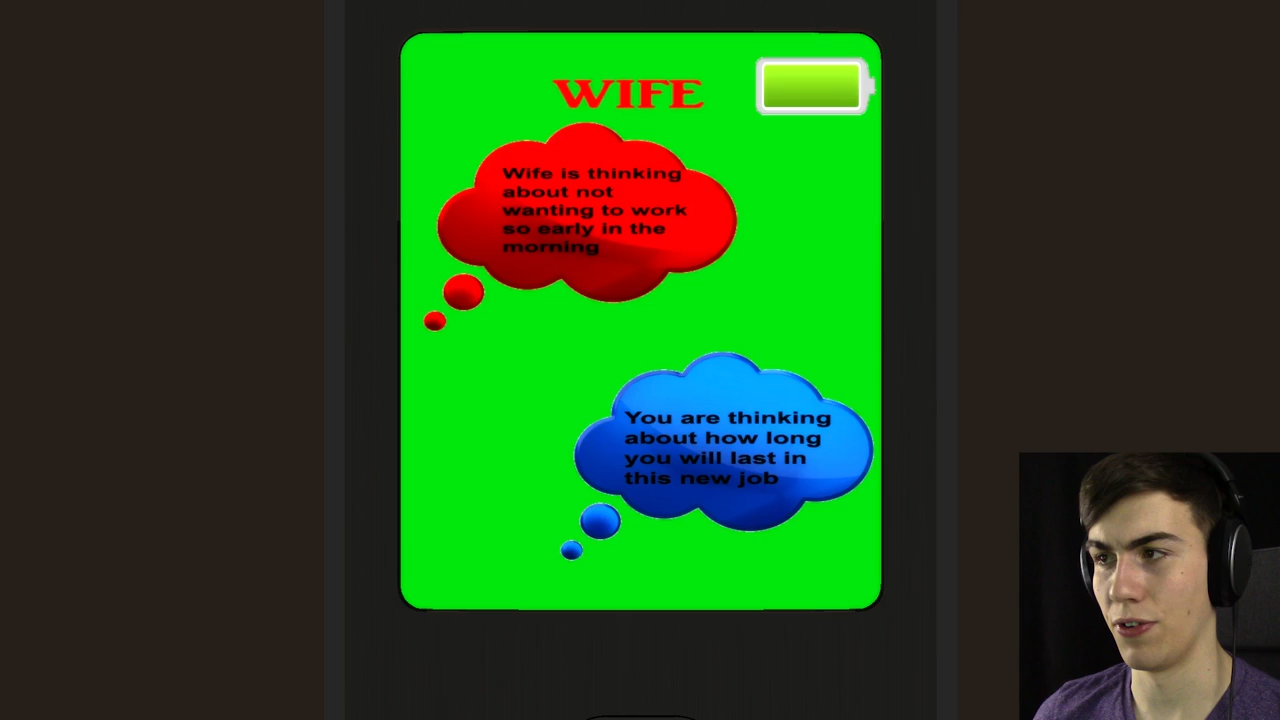 WIFE
Wife is thinking
about not
wanting to work
so early in the
morning
You are thinking
about how long
you will last in
this new job